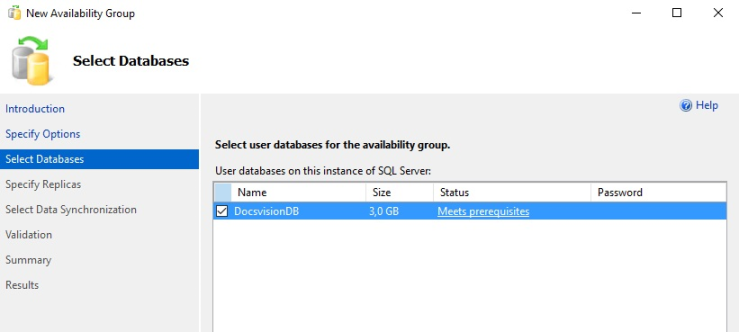 New Availability Group
Select Databases
Introduction
Help
Specify Options
Select Databases
Select user databases for the availability group.
User databases on this instance of SQL Server:
Name Size Status Password
DocsvisionDB 3,0 GB Meets prerequisites
Specify Replicas
Select Data Synchronization
Validation
Summary
Results